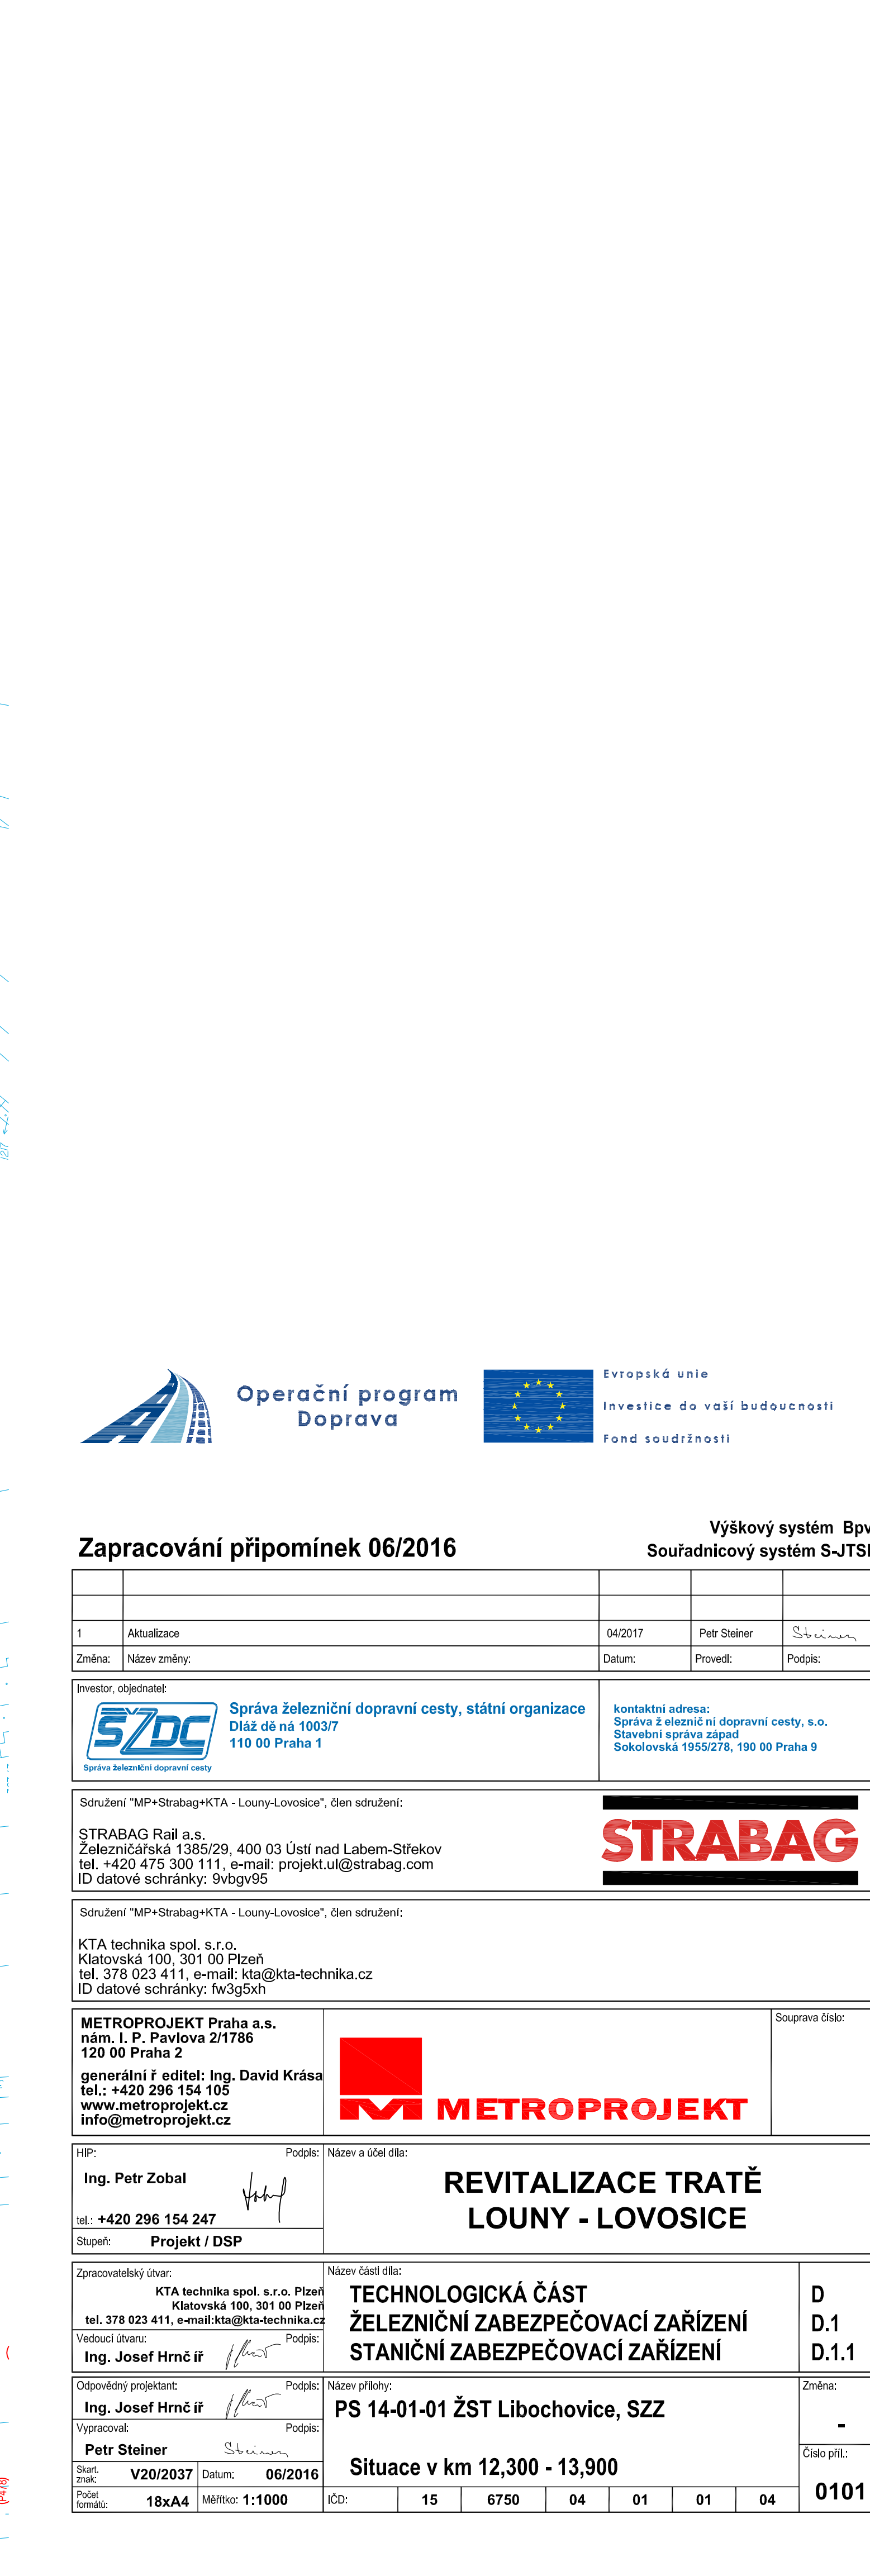 Operační program
Doprava
Evropská unie
Investice do vaší budoucnosti
Fond soudržnosti
Výškový systém Bpv
Zapracování připomínek 06/2016
Souřadnicový systém S-JTS
1 Aktualizace 04/2017 Petr Steiner Steiner
Změna: Název změny: Datum: Provedl: Podpis:
Investor, objednatel:
SŽDC
Správa železniční dopravní cesty
Správa železniční dopravní cesty, státní organizace
Dláž dě ná 1003/7
110 00 Praha 1
kontaktní adresa:
Správa ž eleznič ni dopravní cesty, s.o.
Stavební správa západ
Sokolovská 1955/278, 190 00 Praha 9
Sdružení "MP+Strabag+KTA - Louny-Lovosice", člen sdružení:
STRABAG Rail a.s.
Železničářská 1385/29, 400 03 Ústí nad Labem-Střekov
tel. +420 475 300 111, e-mail: projekt.ul@strabag.com
ID datové schránky: 9vbgv95
STRABAG
Sdružení "MP+Strabag+KTA - Louny-Lovosice", člen sdružení:
KTA technika spol. s.r.o.
Klatovská 100, 301 00 Plzeň
tel. 378 023 411, e-mail: kta@kta-technika.cz
ID datové schránky: fw3g5xh
METROPROJEKT Praha a.s.
nám. I. P. Pavlova 2/1786
120 00 Praha 2
generální ř editel: Ing. David Krása
tel.: +420 296 154 105
www.metroprojekt.cz
info@metroprojekt.cz
METROPROJEKT
Souprava číslo:
HIP: Podpis:
Ing. Petr Zobal
tel.: +420 296 154 247
Stupeň: Projekt / DSP
Název a účel díla:
REVITALIZACE TRATĚ
LOUNY - LOVOSICE
Zpracovatelský útvar:
KTA technika spol. s.r.o. Plzeň
Klatovská 100, 301 00 Plzeň
tel. 378 023 411, e-mail:kta@kta-technika.cz
Vedoucí útvaru: Podpis:
Ing. Josef Hrnč íř
Název části díla:
TECHNOLOGICKÁ ČÁST D
ŽELEZNIČNÍ ZABEZPEČOVACÍ ZAŘÍZENÍ D.1
STANIČNÍ ZABEZPEČOVACÍ ZAŘÍZENÍ D.1.1
Odpovědný projektant: Podpis:
Ing. Josef Hrnč íř
Vypracoval: Podpis:
Petr Steiner Steiner
Skart. znak: V20/2037 Datum: 06/2016
Počet formátů: 18xA4 Měřítko: 1:1000
Název přílohy:
PS 14-01-01 ŽST Libochovice, SZZ
Situace v km 12,300 - 13,900
IČD: 15 6750 04 01 01 04
Změna:
-
Číslo příl.:
0101